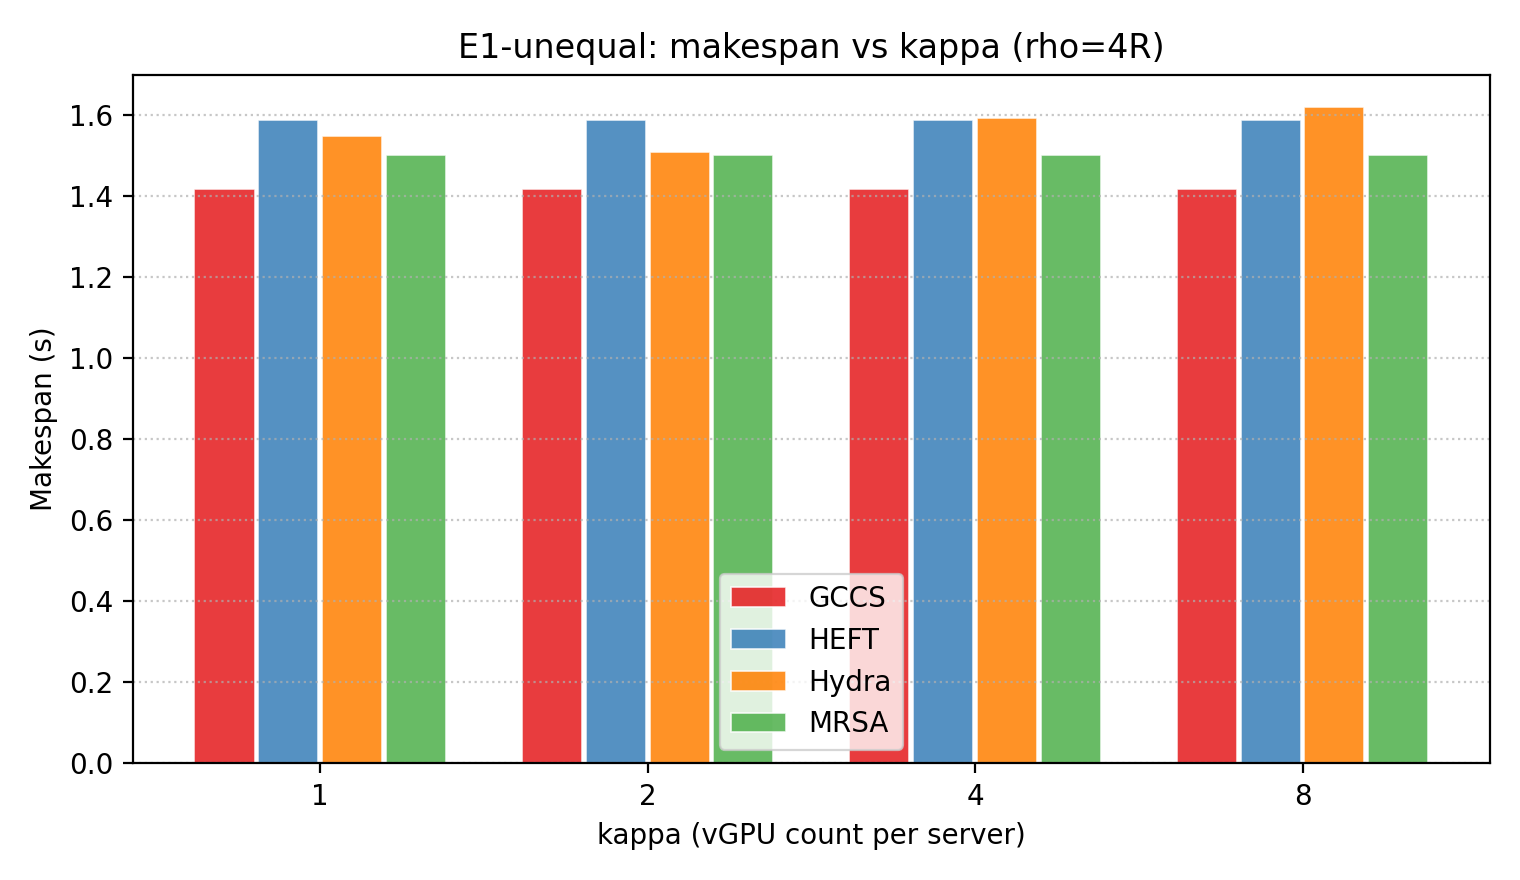 E1-unequal: makespan vs kappa (rho=4R)
Makespan (s)
1.6
1.4
1.2
1.0
0.8
0.6
0.4
0.2
0.0
GCCS
HEFT
Hydra
MRSA
1 2 4 8
kappa (vGPU count per server)